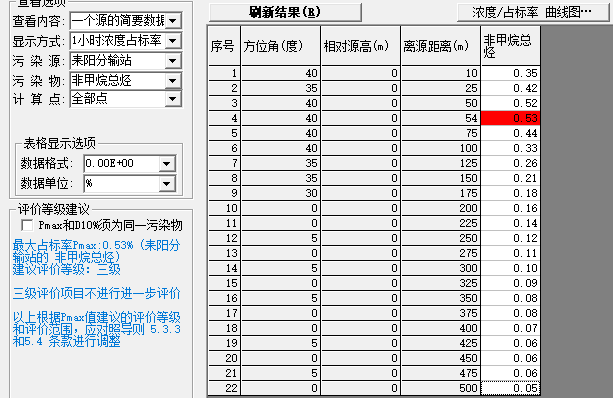 查看选项
查看内容: 一个源的简要数据
显示方式: 1小时浓度占标率
污 染 源: 耒阳分输站
污 染 物: 非甲烷总烃
计 算 点: 全部点
表格显示选项
数据格式: 0.00E+00
数据单位: %
评价等级建议
Pmax和D10%须为同一污染物
最大占标率Pmax:0.53% (耒阳分
输站的 非甲烷总烃)
建议评价等级: 三级
三级评价项目不进行进一步评价
以上根据Pmax值建议的评价等级
和评价范围，应对照导则 5.3.3
和5.4 条款进行调整
刷新结果(R) 浓度/占标率 曲线图…
序号 方位角(度) 相对源高(m) 离源距离(m) 非甲烷总
烃
1 40 0 10 0.35
2 35 0 25 0.42
3 40 0 50 0.52
4 40 0 54 0.53
5 40 0 75 0.44
6 40 0 100 0.33
7 35 0 125 0.26
8 35 0 150 0.21
9 30 0 175 0.18
10 0 0 200 0.16
11 0 0 225 0.14
12 5 0 250 0.12
13 0 0 275 0.11
14 5 0 300 0.10
15 0 0 325 0.09
16 5 0 350 0.08
17 0 0 375 0.08
18 0 0 400 0.07
19 5 0 425 0.06
20 0 0 450 0.06
21 5 0 475 0.06
22 0 0 500 0.05